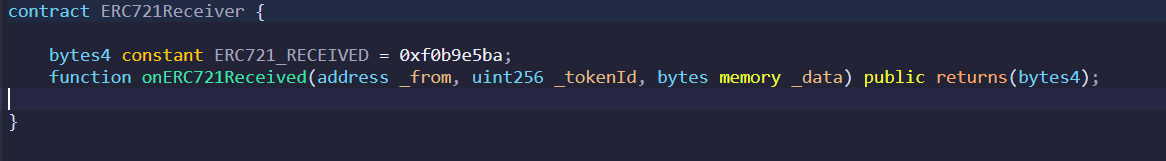 contract ERC721Receiver {
bytes4 constant ERC721_RECEIVED = 0xf0b9e5ba;
function onERC721Received(address _from, uint256 _tokenId, bytes memory _data) public returns(bytes4);
}